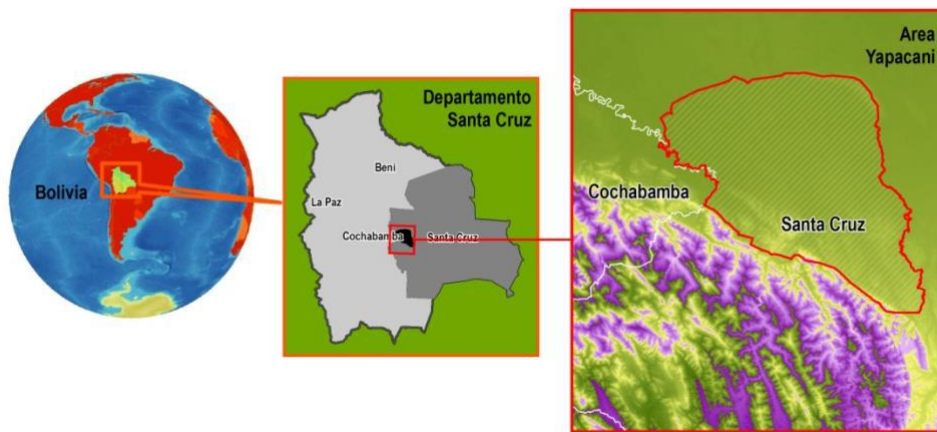 Bolivia
Departamento
Santa Cruz
Beni
La Paz
Cochabamba
Santa Cruz
Area
Yapacani
Cochabamba
Santa Cruz